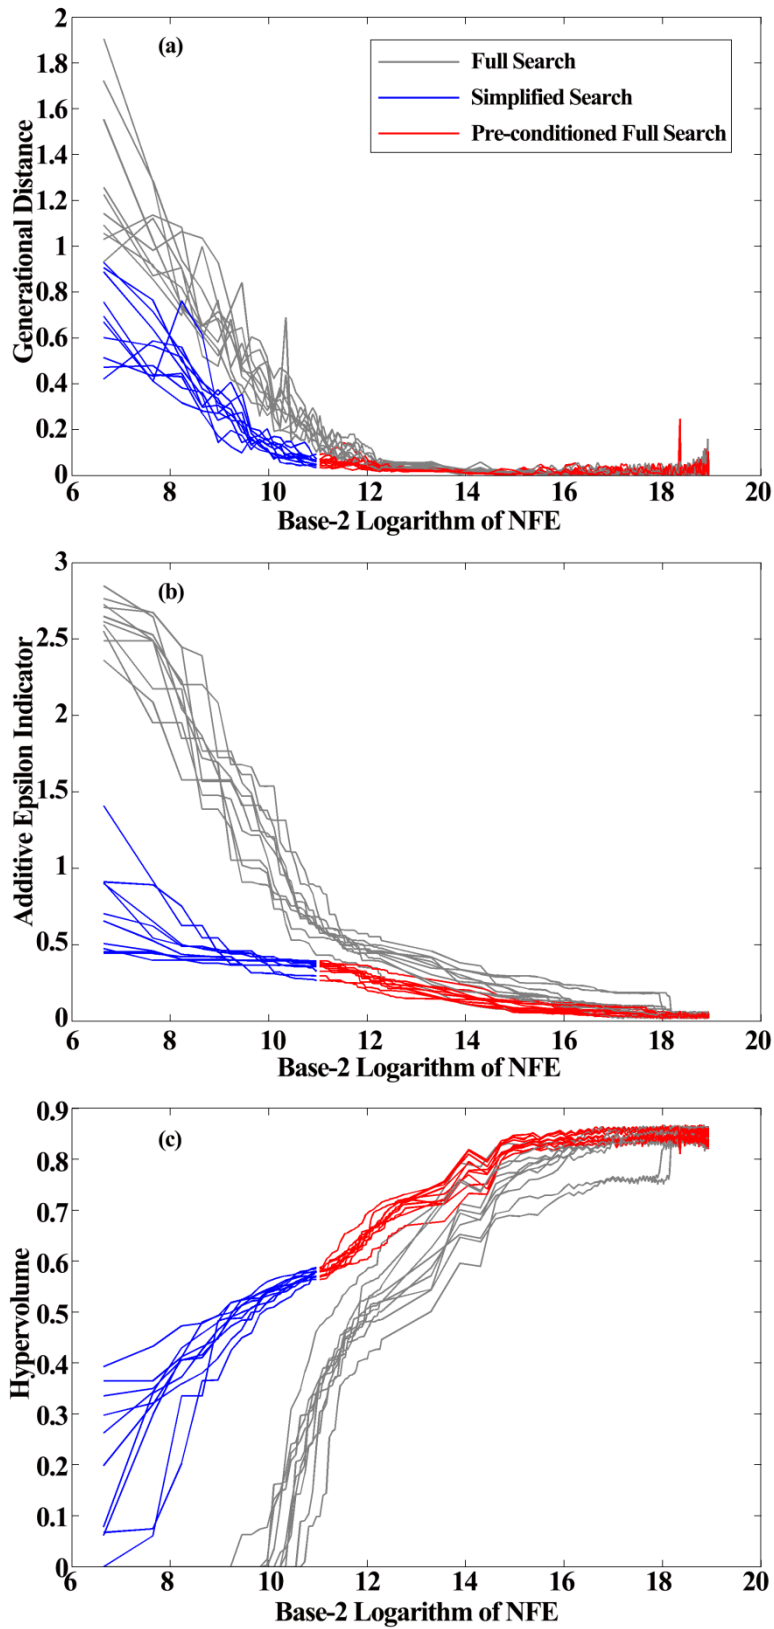 2
1.8
1.6
1.4
1.2
1
0.8
0.6
0.4
0.2
0
Generational Distance
(a)
Full Search
Simplified Search
Pre-conditioned Full Search
6 8 10 12 14 16 18 20
Base-2 Logarithm of NFE
3
2.5
2
1.5
1
0.5
0
Additive Epsilon Indicator
(b)
6 8 10 12 14 16 18 20
Base-2 Logarithm of NFE
0.9
0.8
0.7
0.6
0.5
0.4
0.3
0.2
0.1
0
Hypervolume
(c)
6 8 10 12 14 16 18 20
Base-2 Logarithm of NFE